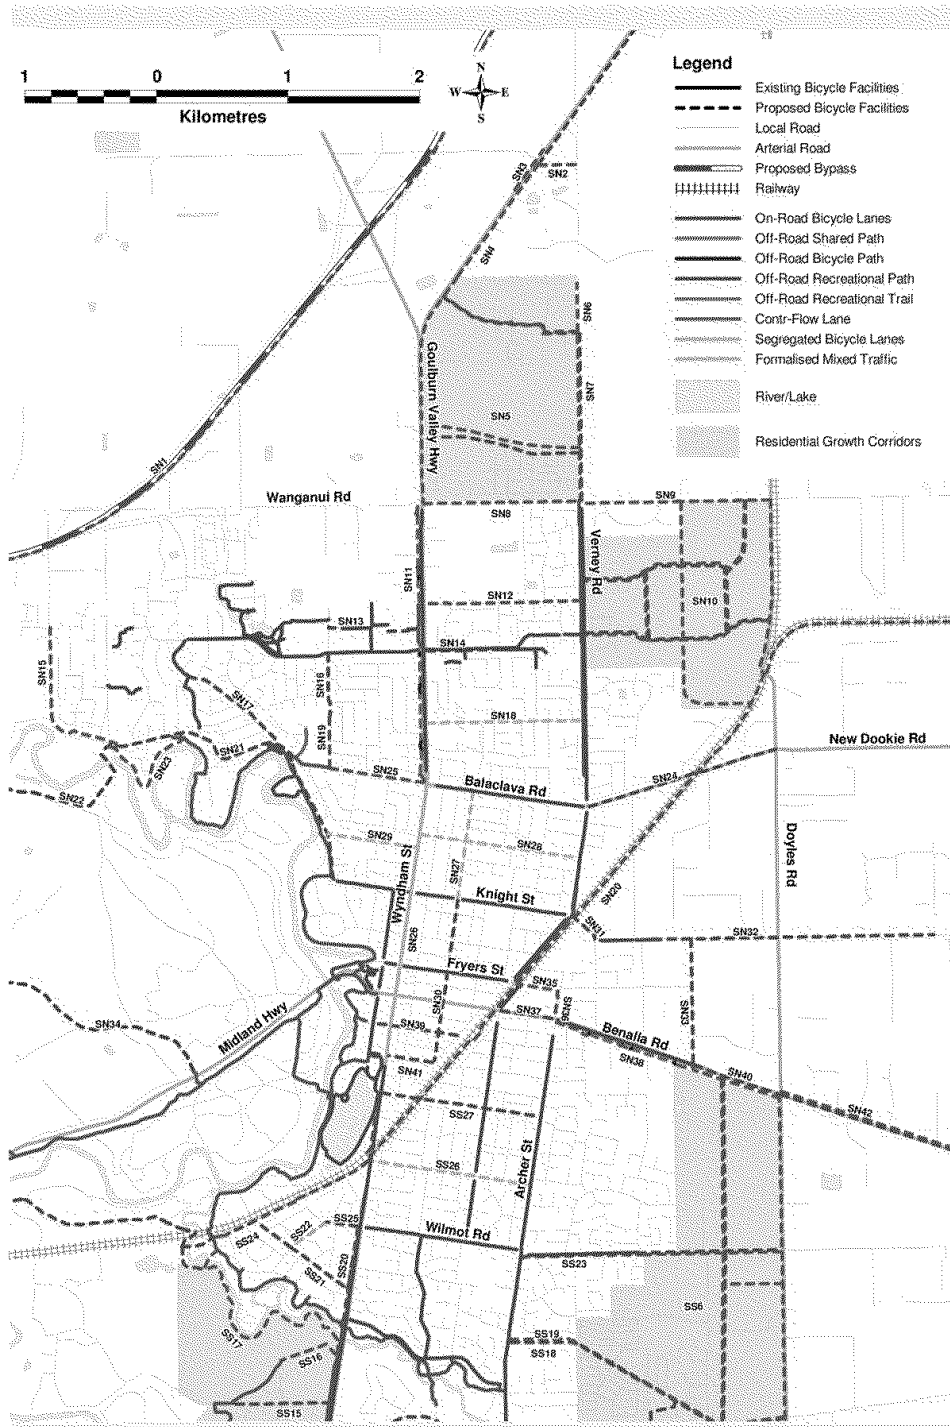 Legend
1 0 1 2
Kilometres
N
W E
S
Existing Bicycle Facilities
Proposed Bicycle Facilities
Local Road
Arterial Road
Proposed Bypass
Railway
On-Road Bicycle Lanes
Off-Road Shared Path
Off-Road Bicycle Path
Off-Road Recreational Path
Off-Road Recreational Trail
Contr-Flow Lane
Segregated Bicycle Lanes
Formalised Mixed Traffic
River/Lake
Residential Growth Corridors
SN3
SN2
SN4
SN6
Goulburn Valley Hwy
SN7
SN5
SN1
Wanganui Rd
SN9
SN8
Verney Rd
SN11
SN12
SN10
SN13
SN14
SN15
SN16
SN17
SN18
SN19
New Dookie Rd
SN21
SN23
SN25
SN24
Balaclava Rd
SN22
SN29
SN28
SN27
Wyndham St
Doyles Rd
SN20
Knight St
SN26
SN31
SN32
Fryers St
SN35
SN30
SN36
SN33
SN37
SN34
Midland Hwy
SN39
Benalla Rd
SN38
SN41
SN40
SN42
SS27
Archer St
SS26
SS25
SS22
Wilmot Rd
SS24
SS20
SS23
SS21
SS6
SS17
SS19
SS16
SS18
SS15